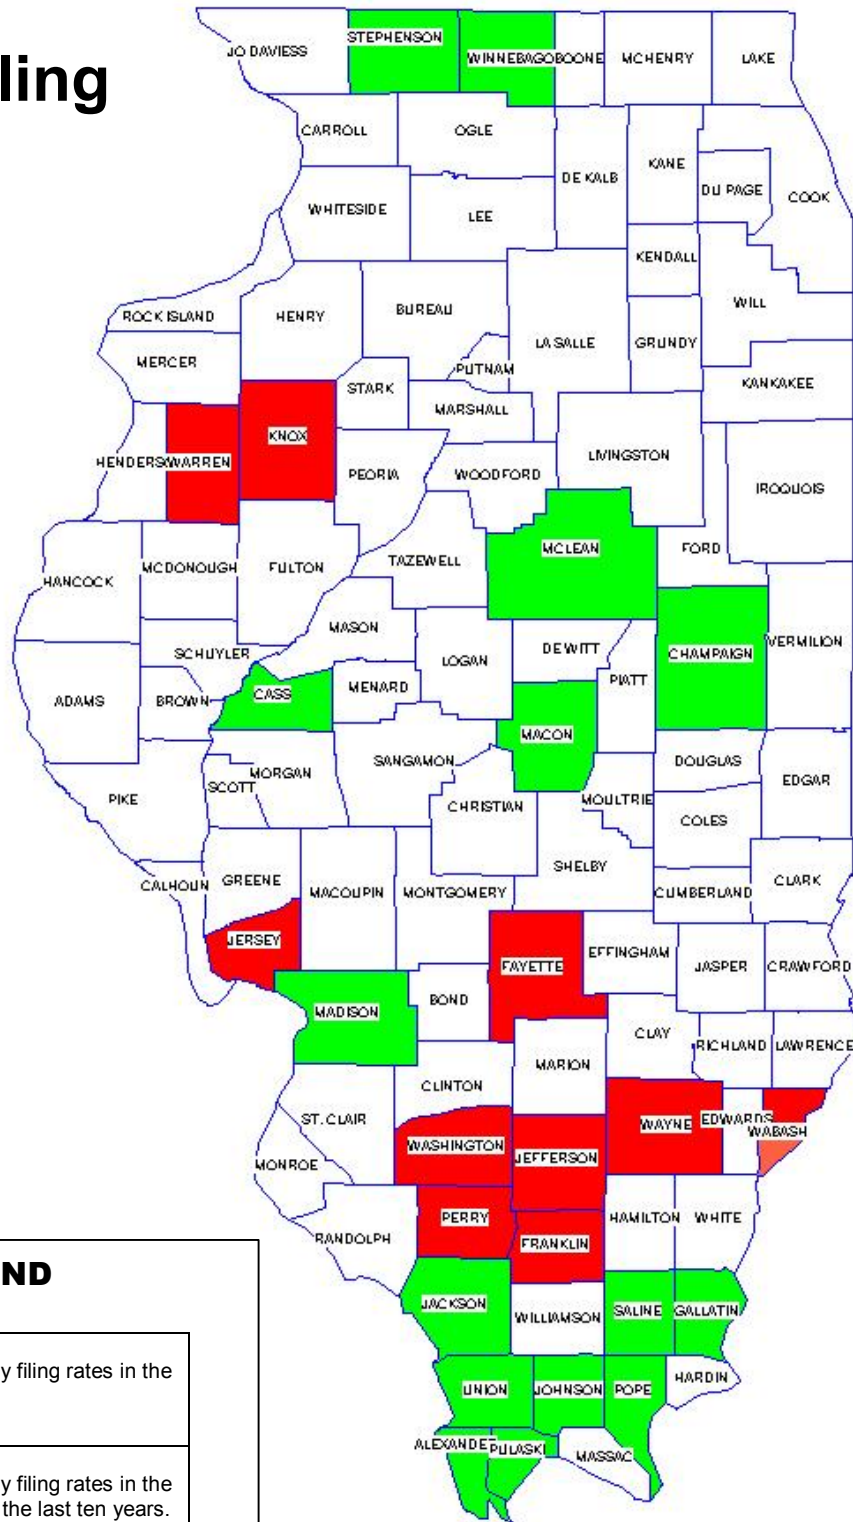 ling
JO DAVIESS
STEPHENSON
WINNEBAGO
BOONE
MCHENRY
LAKE
CARROLL
OGLE
DE KALB
KANE
DU PAGE
COOK
WHITESIDE
LEE
KENDALL
WILL
ROCK ISLAND
HENRY
BUREAU
LA SALLE
GRUNDY
MERCER
PUTNAM
KANKAKEE
STARK
MARSHALL
HENDERS
WARREN
KNOX
PEORIA
WOODFORD
LIVINGSTON
IROQUOIS
HANCOCK
MCDONOUGH
FULTON
TAZEWELL
MCLEAN
FORD
MASON
SCHUYLER
LOGAN
DE WITT
CHAMPAIGN
VERMILION
ADAMS
BROWN
CASS
MENARD
PIATT
MACON
PIKE
SCOTT
MORGAN
SANGAMON
CHRISTIAN
MOULTRIE
DOUGLAS
EDGAR
COLES
CALHOUN
GREENE
MACOUPIN
MONTGOMERY
SHELBY
CUMBERLAND
CLARK
JERSEY
FAYETTE
EFFINGHAM
JASPER
CRAWFORD
MADISON
BOND
CLAY
RICHLAND
LAWRENCE
MARION
CLINTON
ST. CLAIR
WASHINGTON
JEFFERSON
WAYNE
EDWARDS
WABASH
MONROE
RANDOLPH
PERRY
FRANKLIN
HAMILTON
WHITE
JACKSON
WILLIAMSON
SALINE
GALLATIN
UNION
JOHNSON
POPE
HARDIN
ALEXANDE
PULASKI
MASSAC
ND
y filing rates in the
y filing rates in the
the last ten years.